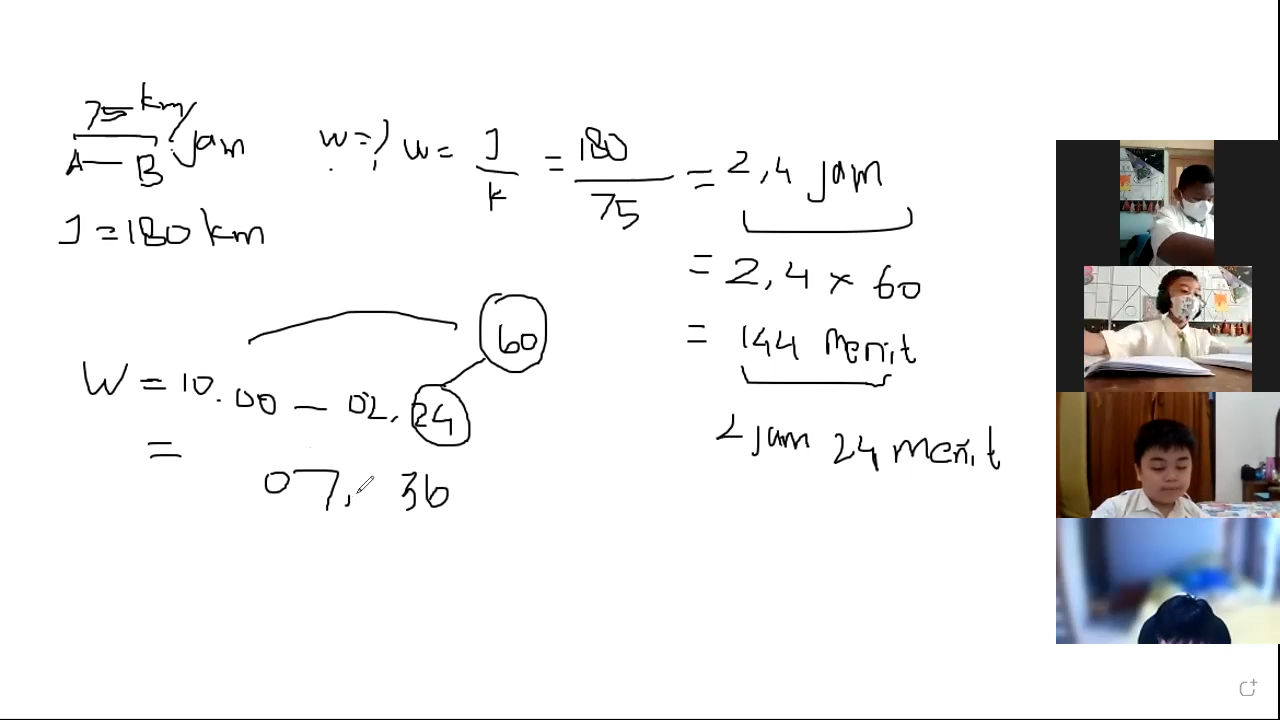 75 km/jam
A — B
J = 180 km
w = ? w = J/k = 180/75 = 2,4 jam
= 2,4 x 60
= 144 menit
2 jam 24 menit
60
W = 10.00 — 02.24
= 07. 36